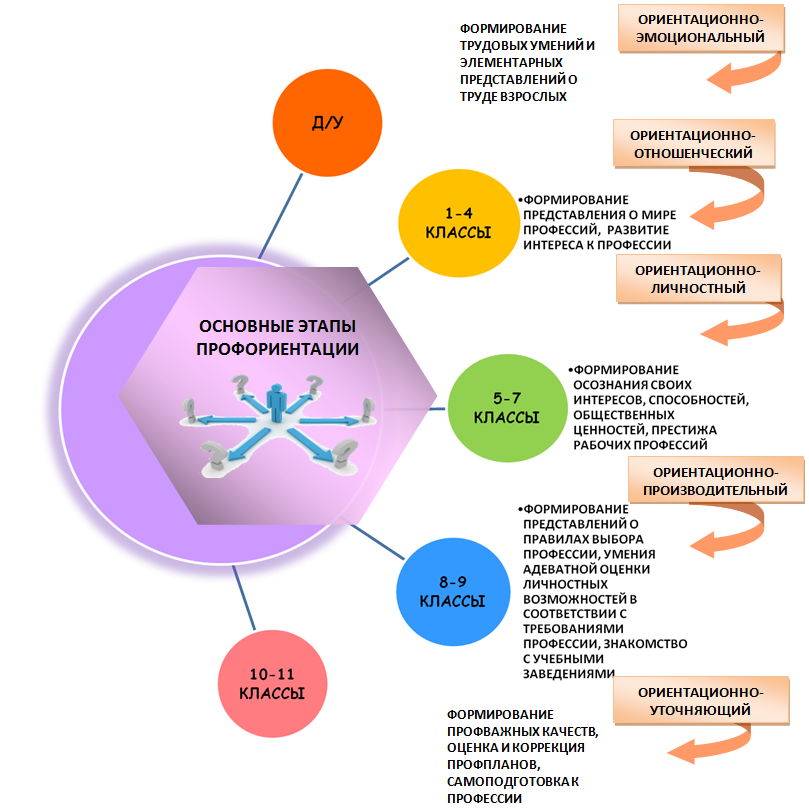 ОСНОВНЫЕ ЭТАПЫ
ПРОФОРИЕНТАЦИИ
Д/У
ФОРМИРОВАНИЕ
ТРУДОВЫХ УМЕНИЙ И
ЭЛЕМЕНТАРНЫХ
ПРЕДСТАВЛЕНИЙ О
ТРУДЕ ВЗРОСЛЫХ
ОРИЕНТАЦИОННО-
ЭМОЦИОНАЛЬНЫЙ
1-4
КЛАССЫ
•ФОРМИРОВАНИЕ
ПРЕДСТАВЛЕНИЯ О МИРЕ
ПРОФЕССИЙ, РАЗВИТИЕ
ИНТЕРЕСА К ПРОФЕССИИ
ОРИЕНТАЦИОННО-
ОТНОШЕНЧЕСКИЙ
5-7
КЛАССЫ
•ФОРМИРОВАНИЕ
ОСОЗНАНИЯ СВОИХ
ИНТЕРЕСОВ, СПОСОБНОСТЕЙ,
ОБЩЕСТВЕННЫХ
ЦЕННОСТЕЙ, ПРЕСТИЖА
РАБОЧИХ ПРОФЕССИЙ
ОРИЕНТАЦИОННО-
ЛИЧНОСТНЫЙ
8-9
КЛАССЫ
•ФОРМИРОВАНИЕ
ПРЕДСТАВЛЕНИЙ О
ПРАВИЛАХ ВЫБОРА
ПРОФЕССИИ, УМЕНИЯ
АДЕВАТНОЙ ОЦЕНКИ
ЛИЧНОСТНЫХ
ВОЗМОЖНОСТЕЙ В
СООТВЕТСТВИИ С
ТРЕБОВАНИЯМИ
ПРОФЕССИИ, ЗНАКОМСТВО
С УЧЕБНЫМИ
ЗАВЕДЕНИЯМИ
ОРИЕНТАЦИОННО-
ПРОИЗВОДИТЕЛЬНЫЙ
10-11
КЛАССЫ
ФОРМИРОВАНИЕ
ПРОФВАЖНЫХ КАЧЕСТВ,
ОЦЕНКА И КОРРЕКЦИЯ
ПРОФПЛАНОВ,
САМОПОДГОТОВКА К
ПРОФЕССИИ
ОРИЕНТАЦИОННО-
УТОЧНЯЮЩИЙ